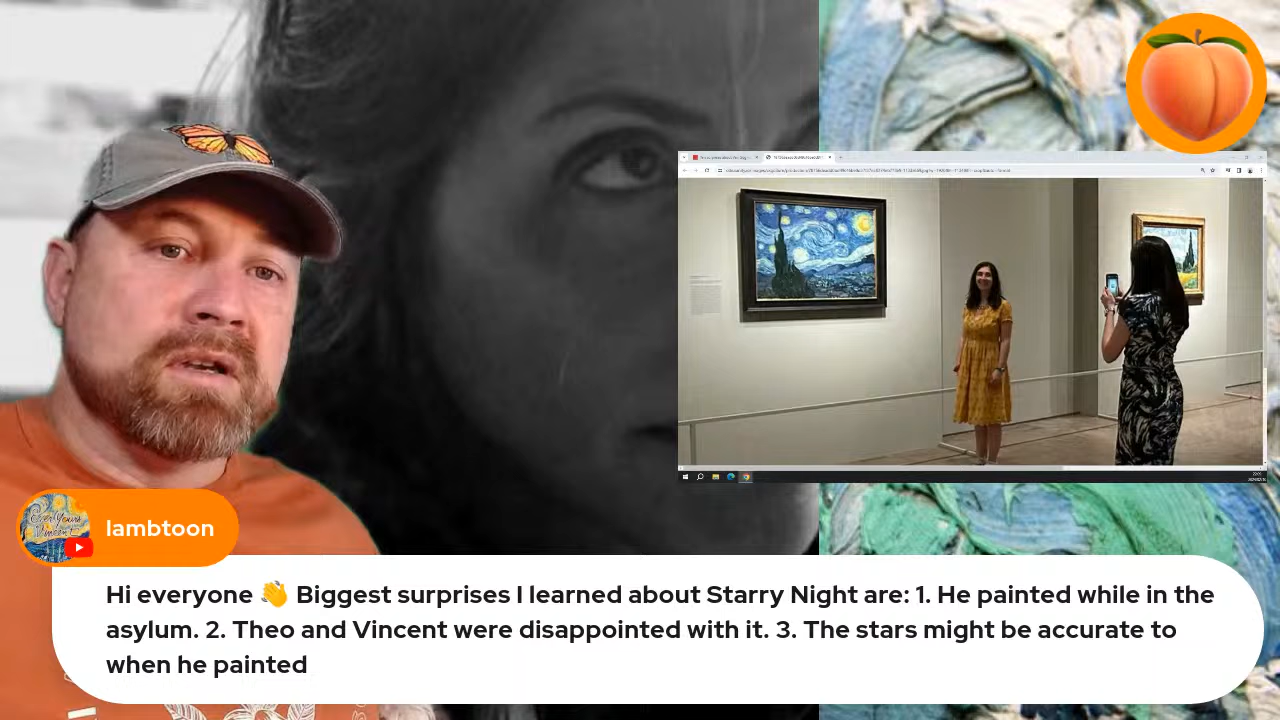 lambtoon
Hi everyone 👋 Biggest surprises I learned about Starry Night are: 1. He painted while in the
asylum. 2. Theo and Vincent were disappointed with it. 3. The stars might be accurate to
when he painted